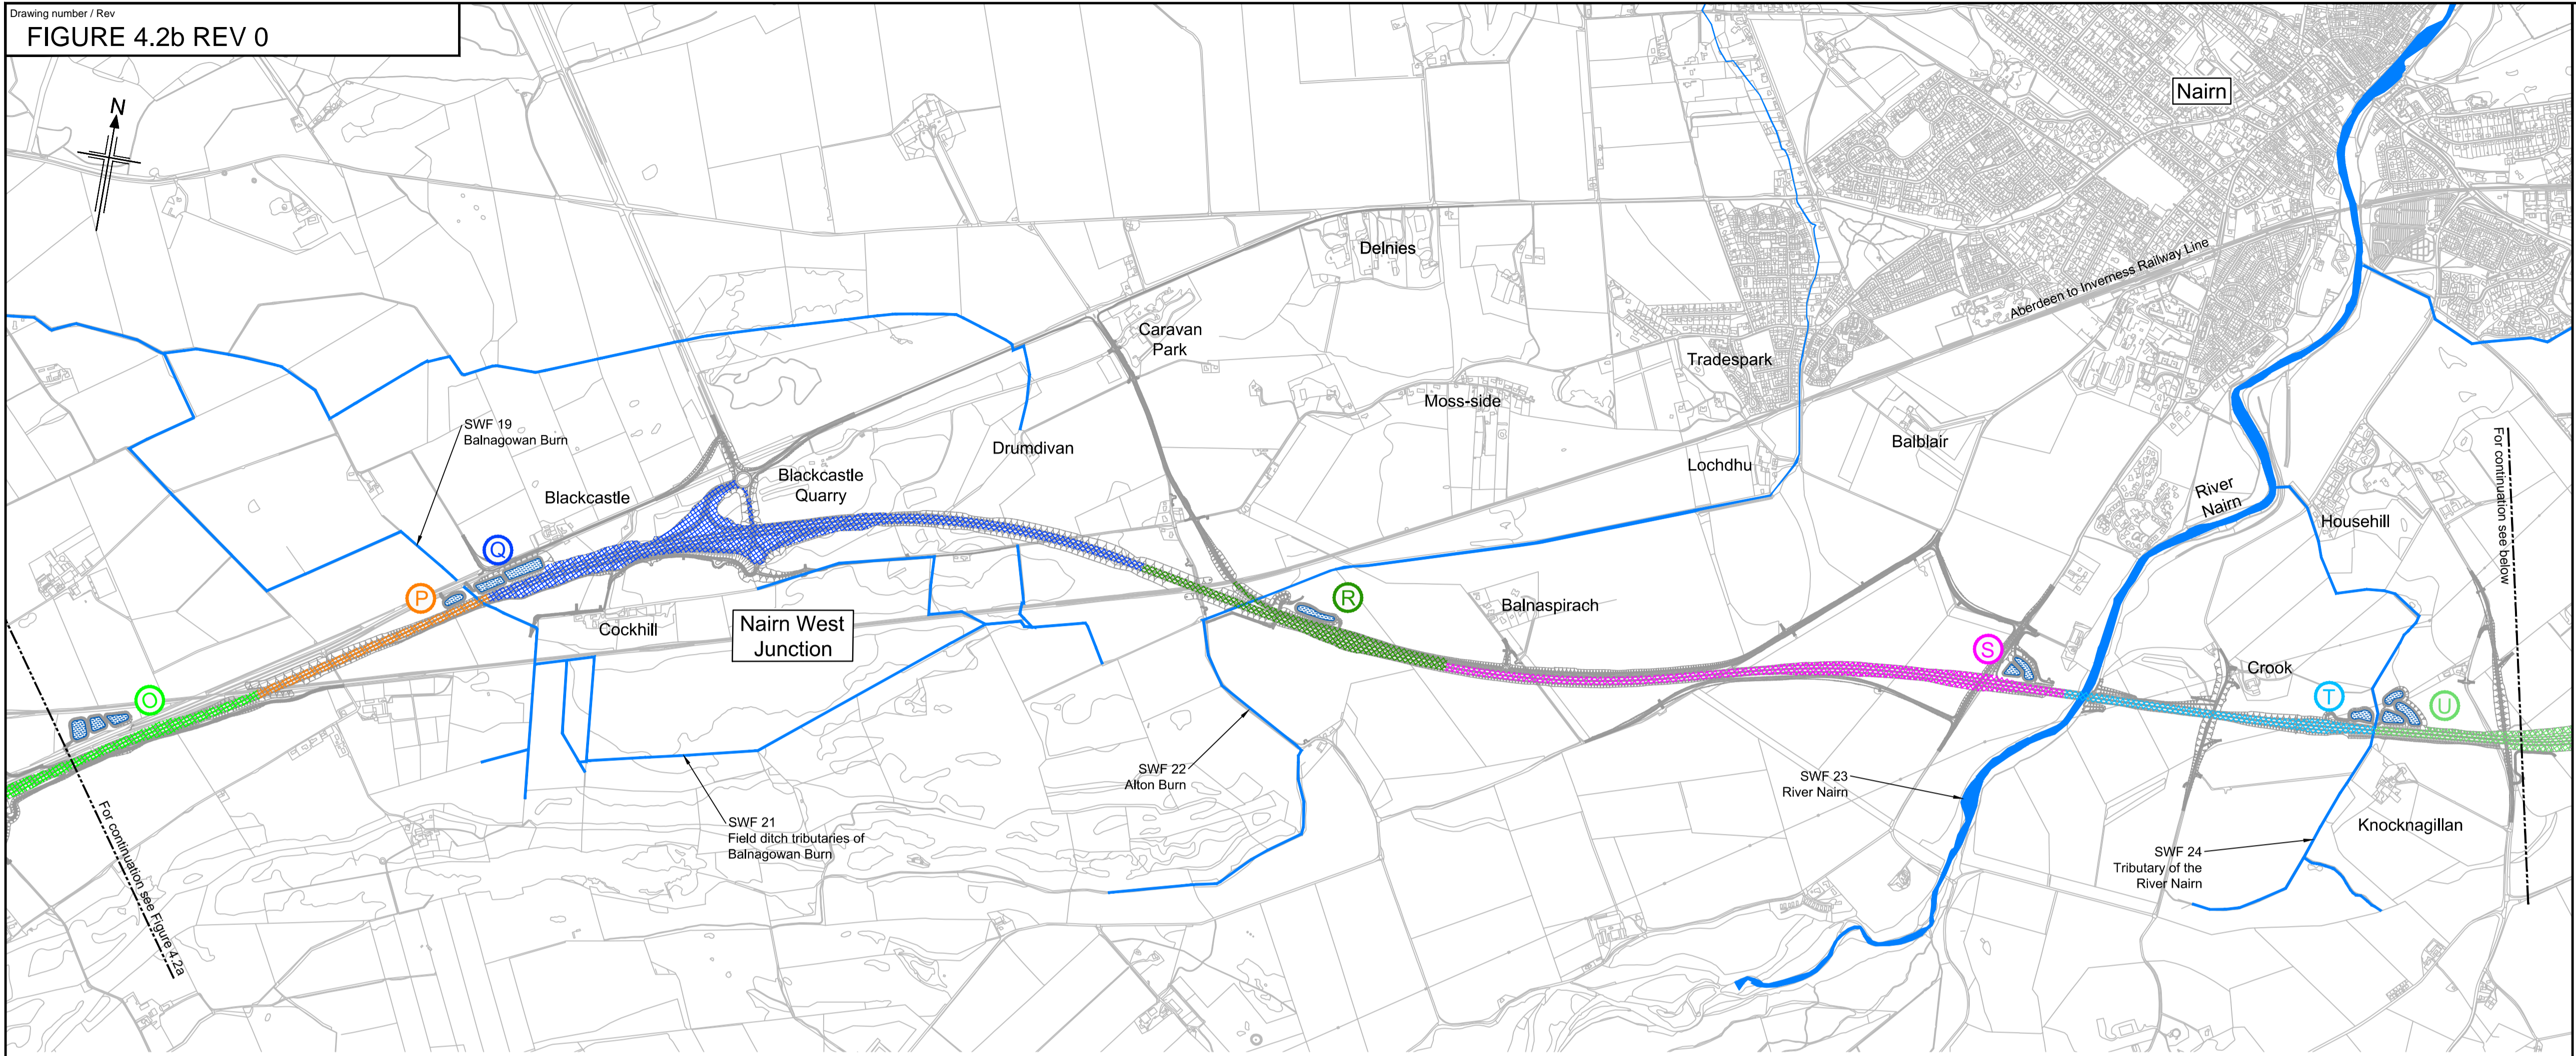 Drawing number / Rev
FIGURE 4.2b REV 0
N
Nairn
Delnies
Aberdeen to Inverness Railway Line
Caravan
Park
Tradespark
Moss-side
SWF 19
Balnagowan Burn
Drumdivan
Balblair
Lochdhu
Blackcastle
Quarry
Blackcastle
River
Nairn
Househill
For continuation see below
Q
P
R
Balnaspirach
Cockhill
Nairn West
Junction
S
Crook
O
T
U
SWF 22
Alton Burn
SWF 23
River Nairn
SWF 21
Field ditch tributaries of
Balnagowan Burn
Knocknagillan
SWF 24
Tributary of the
River Nairn
For continuation see Figure 4.2a